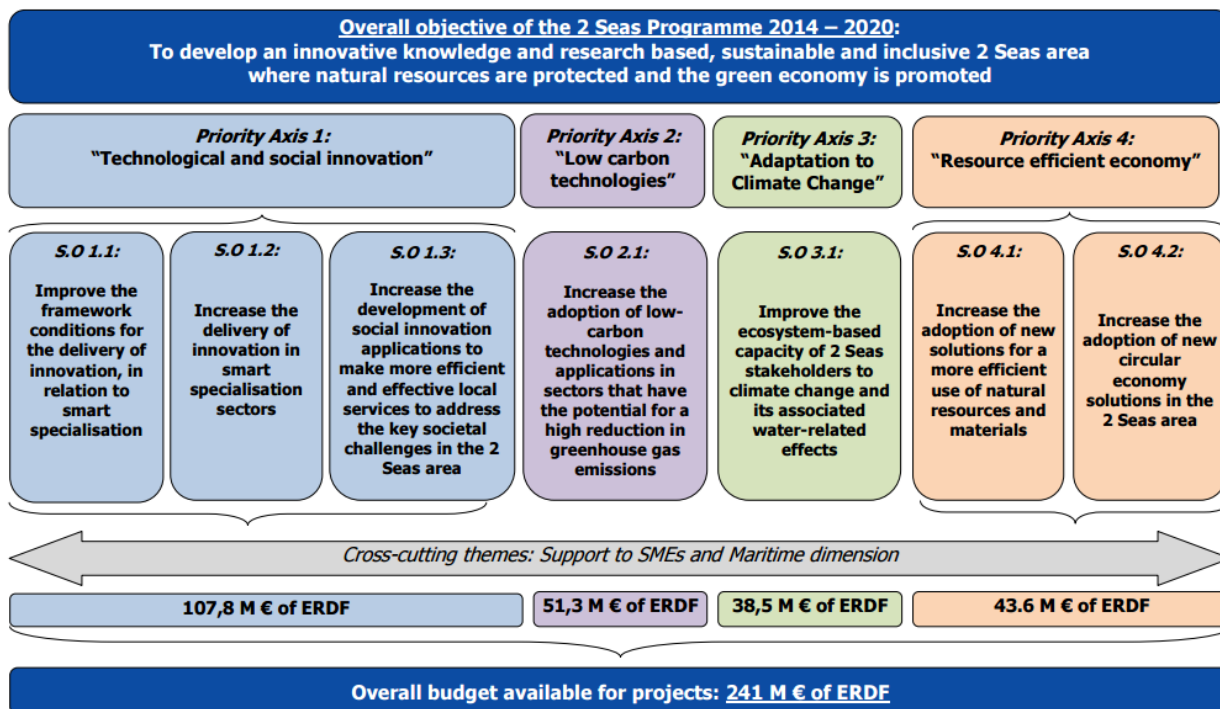 Overall objective of the 2 Seas Programme 2014 – 2020:
To develop an innovative knowledge and research based, sustainable and inclusive 2 Seas area
where natural resources are protected and the green economy is promoted
Priority Axis 1:
“Technological and social innovation”
Priority Axis 2:
“Low carbon
technologies”
Priority Axis 3:
“Adaptation to
Climate Change”
Priority Axis 4:
“Resource efficient economy”
S.O 1.1:
Improve the
framework
conditions for
the delivery of
innovation, in
relation to
smart
specialisation
S.O 1.2:
Increase the
delivery of
innovation in
smart
specialisation
sectors
S.O 1.3:
Increase the
development of
social innovation
applications to
make more efficient
and effective local
services to address
the key societal
challenges in the 2
Seas area
S.O 2.1:
Increase the
adoption of low-
carbon
technologies and
applications in
sectors that have
the potential for a
high reduction in
greenhouse gas
emissions
S.O 3.1:
Improve the
ecosystem-based
capacity of 2 Seas
stakeholders to
climate change and
its associated
water-related
effects
S.O 4.1:
Increase the
adoption of new
solutions for a
more efficient
use of natural
resources and
materials
S.O 4.2:
Increase the
adoption of new
circular
economy
solutions in the
2 Seas area
Cross-cutting themes: Support to SMEs and Maritime dimension
107,8 M € of ERDF
51,3 M € of ERDF
38,5 M € of ERDF
43.6 M € of ERDF
Overall budget available for projects: 241 M € of ERDF